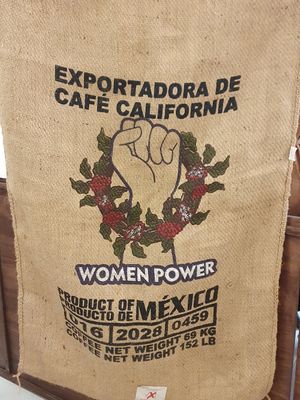 EXPORTADORA DE
CAFÉ CALIFORNIA
WOMEN POWER
PRODUCT OF
PRODUCTO DE MÉXICO
016 2028 0459
COFFEE NET WEIGHT 69 KG
COFFEE NET WEIGHT 152 LB
X